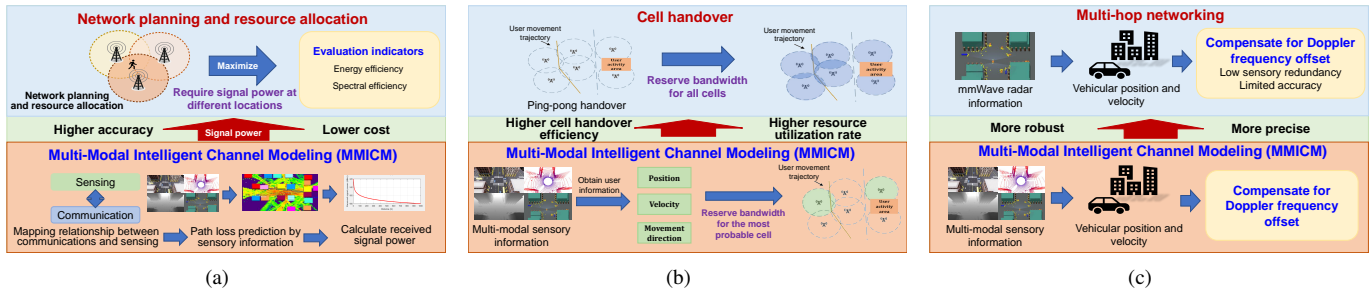 Network planning and resource allocation
Evaluation indicators
Energy efficiency
Spectral efficiency
Maximize
Require signal power at
different locations
Network planning
and resource allocation
Higher accuracy
Signal power
Lower cost
Multi-Modal Intelligent Channel Modeling (MMICM)
Sensing
Communication
Mapping relationship between
communications and sensing
Path loss prediction by
sensory information
Calculate received
signal power
(a)
Cell handover
User movement
trajectory
"A"
"A"
"A"
"A"
"A"
"A"
User
activity
area
"A"
Ping-pong handover
Reserve bandwidth
for all cells
User movement
trajectory
"A"
"A"
"A"
"A"
"A"
"A"
User
activity
area
"A"
Higher cell handover
efficiency
Higher resource
utilization rate
Multi-Modal Intelligent Channel Modeling (MMICM)
Obtain user
information
Position
Velocity
Movement
direction
Multi-modal sensory
information
Reserve bandwidth
for the most
probable cell
User movement
trajectory
"A"
"A"
"A"
"A"
"A"
"A"
User
activity
area
"A"
(b)
Multi-hop networking
mmWave radar
information
Vehicular position and
velocity
Compensate for Doppler
frequency offset
Low sensory redundancy
Limited accuracy
More robust
More precise
Multi-Modal Intelligent Channel Modeling (MMICM)
Multi-modal sensory
information
Vehicular position and
velocity
Compensate for
Doppler frequency
offset
(c)